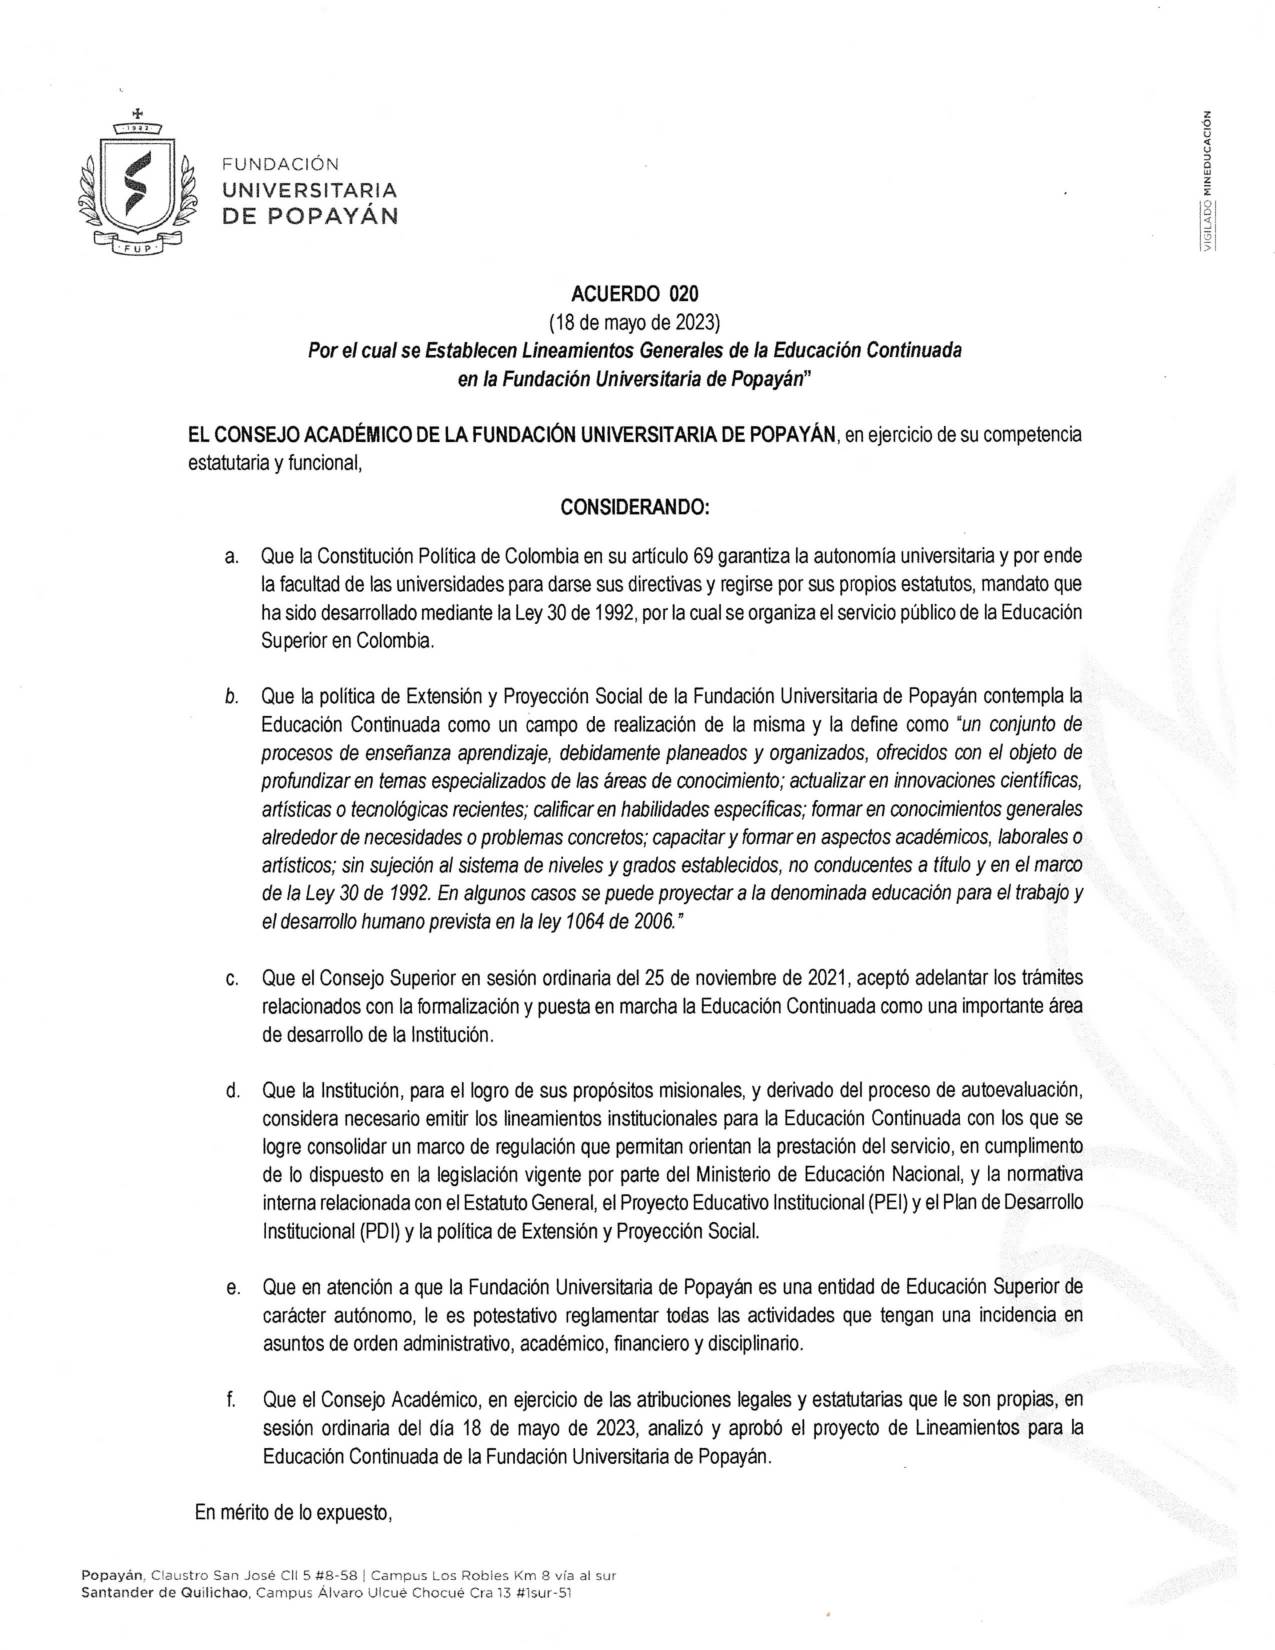 1982
FUP
FUNDACIÓN
UNIVERSITARIA
DE POPAYÁN
VIGILADO MINEDUCACIÓN
ACUERDO 020
(18 de mayo de 2023)
Por el cual se Establecen Lineamientos Generales de la Educación Continuada
en la Fundación Universitaria de Popayán"
EL CONSEJO ACADÉMICO DE LA FUNDACIÓN UNIVERSITARIA DE POPAYÁN, en ejercicio de su competencia
estatutaria y funcional,
CONSIDERANDO:
a. Que la Constitución Política de Colombia en su artículo 69 garantiza la autonomía universitaria y por ende
la facultad de las universidades para darse sus directivas y regirse por sus propios estatutos, mandato que
ha sido desarrollado mediante la Ley 30 de 1992, por la cual se organiza el servicio público de la Educación
Superior en Colombia.
b. Que la política de Extensión y Proyección Social de la Fundación Universitaria de Popayán contempla la
Educación Continuada como un campo de realización de la misma y la define como "un conjunto de
procesos de enseñanza aprendizaje, debidamente planeados y organizados, ofrecidos con el objeto de
profundizar en temas especializados de las áreas de conocimiento; actualizar en innovaciones científicas,
artísticas o tecnológicas recientes; calificar en habilidades específicas; formar en conocimientos generales
alrededor de necesidades o problemas concretos; capacitar y formar en aspectos académicos, laborales o
artísticos; sin sujeción al sistema de niveles y grados establecidos, no conducentes a título y en el marco
de la Ley 30 de 1992. En algunos casos se puede proyectar a la denominada educación para el trabajo y
el desarrollo humano prevista en la ley 1064 de 2006."
c. Que el Consejo Superior en sesión ordinaria del 25 de noviembre de 2021, aceptó adelantar los trámites
relacionados con la formalización y puesta en marcha la Educación Continuada como una importante área
de desarrollo de la Institución.
d. Que la Institución, para el logro de sus propósitos misionales, y derivado del proceso de autoevaluación,
considera necesario emitir los lineamientos institucionales para la Educación Continuada con los que se
logre consolidar un marco de regulación que permitan orientan la prestación del servicio, en cumplimento
de lo dispuesto en la legislación vigente por parte del Ministerio de Educación Nacional, y la normativa
interna relacionada con el Estatuto General, el Proyecto Educativo Institucional (PEI) y el Plan de Desarrollo
Institucional (PDI) y la política de Extensión y Proyección Social.
e. Que en atención a que la Fundación Universitaria de Popayán es una entidad de Educación Superior de
carácter autónomo, le es potestativo reglamentar todas las actividades que tengan una incidencia en
asuntos de orden administrativo, académico, financiero y disciplinario.
f. Que el Consejo Académico, en ejercicio de las atribuciones legales y estatutarias que le son propias, en
sesión ordinaria del día 18 de mayo de 2023, analizó y aprobó el proyecto de Lineamientos para la
Educación Continuada de la Fundación Universitaria de Popayán.
En mérito de lo expuesto,
Popayán, Claustro San José Cll 5 #8-58 | Campus Los Robles Km 8 vía al sur
Santander de Quilichao, Campus Álvaro Ulcué Chocué Cra 13 #1sur-51